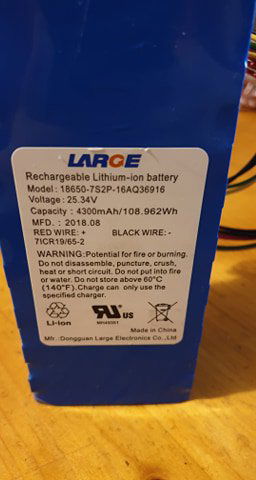 LARGE
Rechargeable Lithium-ion battery
Model: 18650-7S2P-16AQ36916
Voltage: 25.34V
Capacity: 4300mAh/108.962Wh
MFD. : 2018.08
RED WIRE: + BLACK WIRE: -
7ICR19/65-2
WARNING:Potential for fire or burning.
Do not disassemble, puncture, crush,
heat or short circuit. Do not put into fire
or water. Do not store above 60°C
(140°F).Charge can only use the
specified charger.
Li-ion
RU US
MH49301
Made in China
Mfr.:Dongguan Large Electronics Co.,Ltd